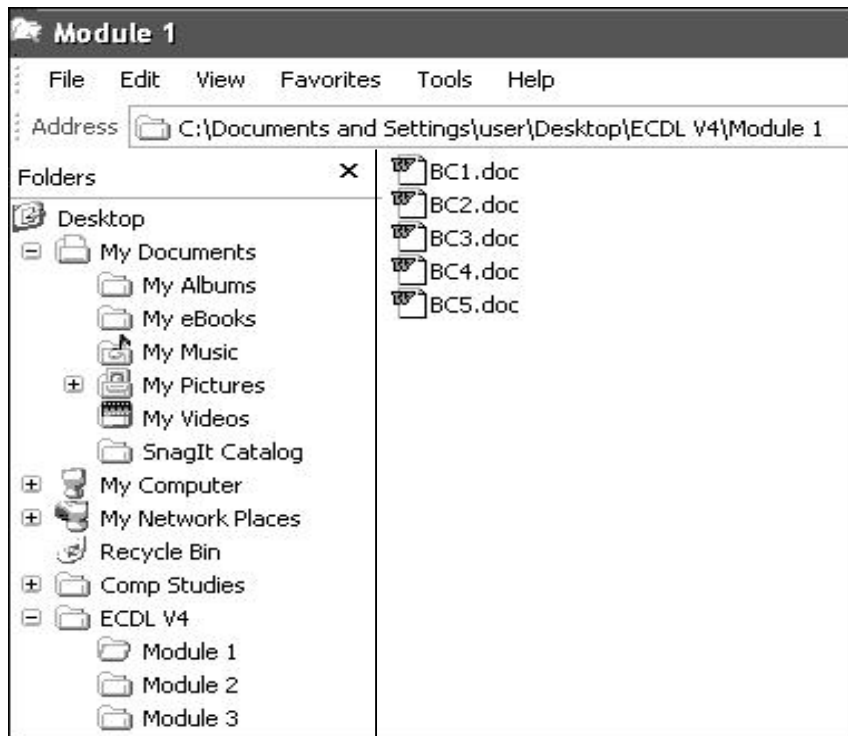 Module 1
File Edit View Favorites Tools Help
Address C:\Documents and Settings\user\Desktop\ECDL V4\Module 1
Folders
Desktop
My Documents
My Albums
My eBooks
My Music
My Pictures
My Videos
SnagIt Catalog
My Computer
My Network Places
Recycle Bin
Comp Studies
ECDL V4
Module 1
Module 2
Module 3
BC1.doc
BC2.doc
BC3.doc
BC4.doc
BC5.doc